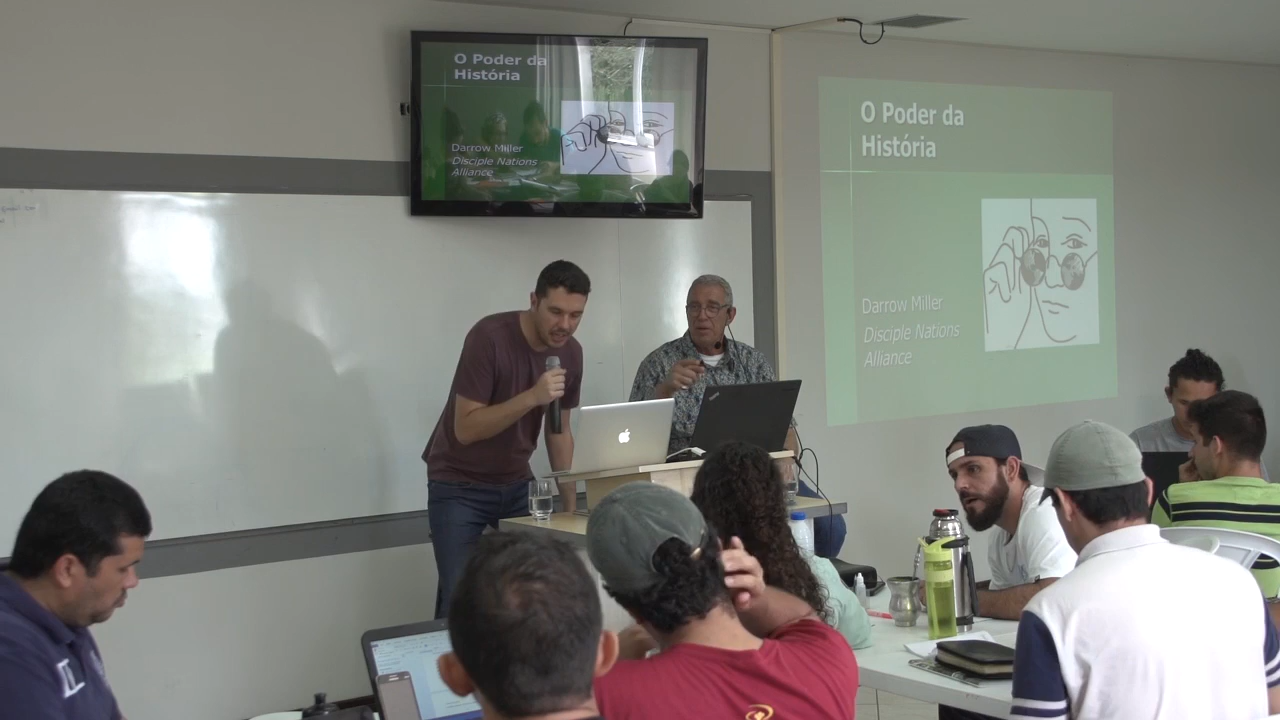 O Poder da
História
Darrow Miller
Disciple Nations
Alliance
O Poder da
História
Darrow Miller
Disciple Nations
Alliance